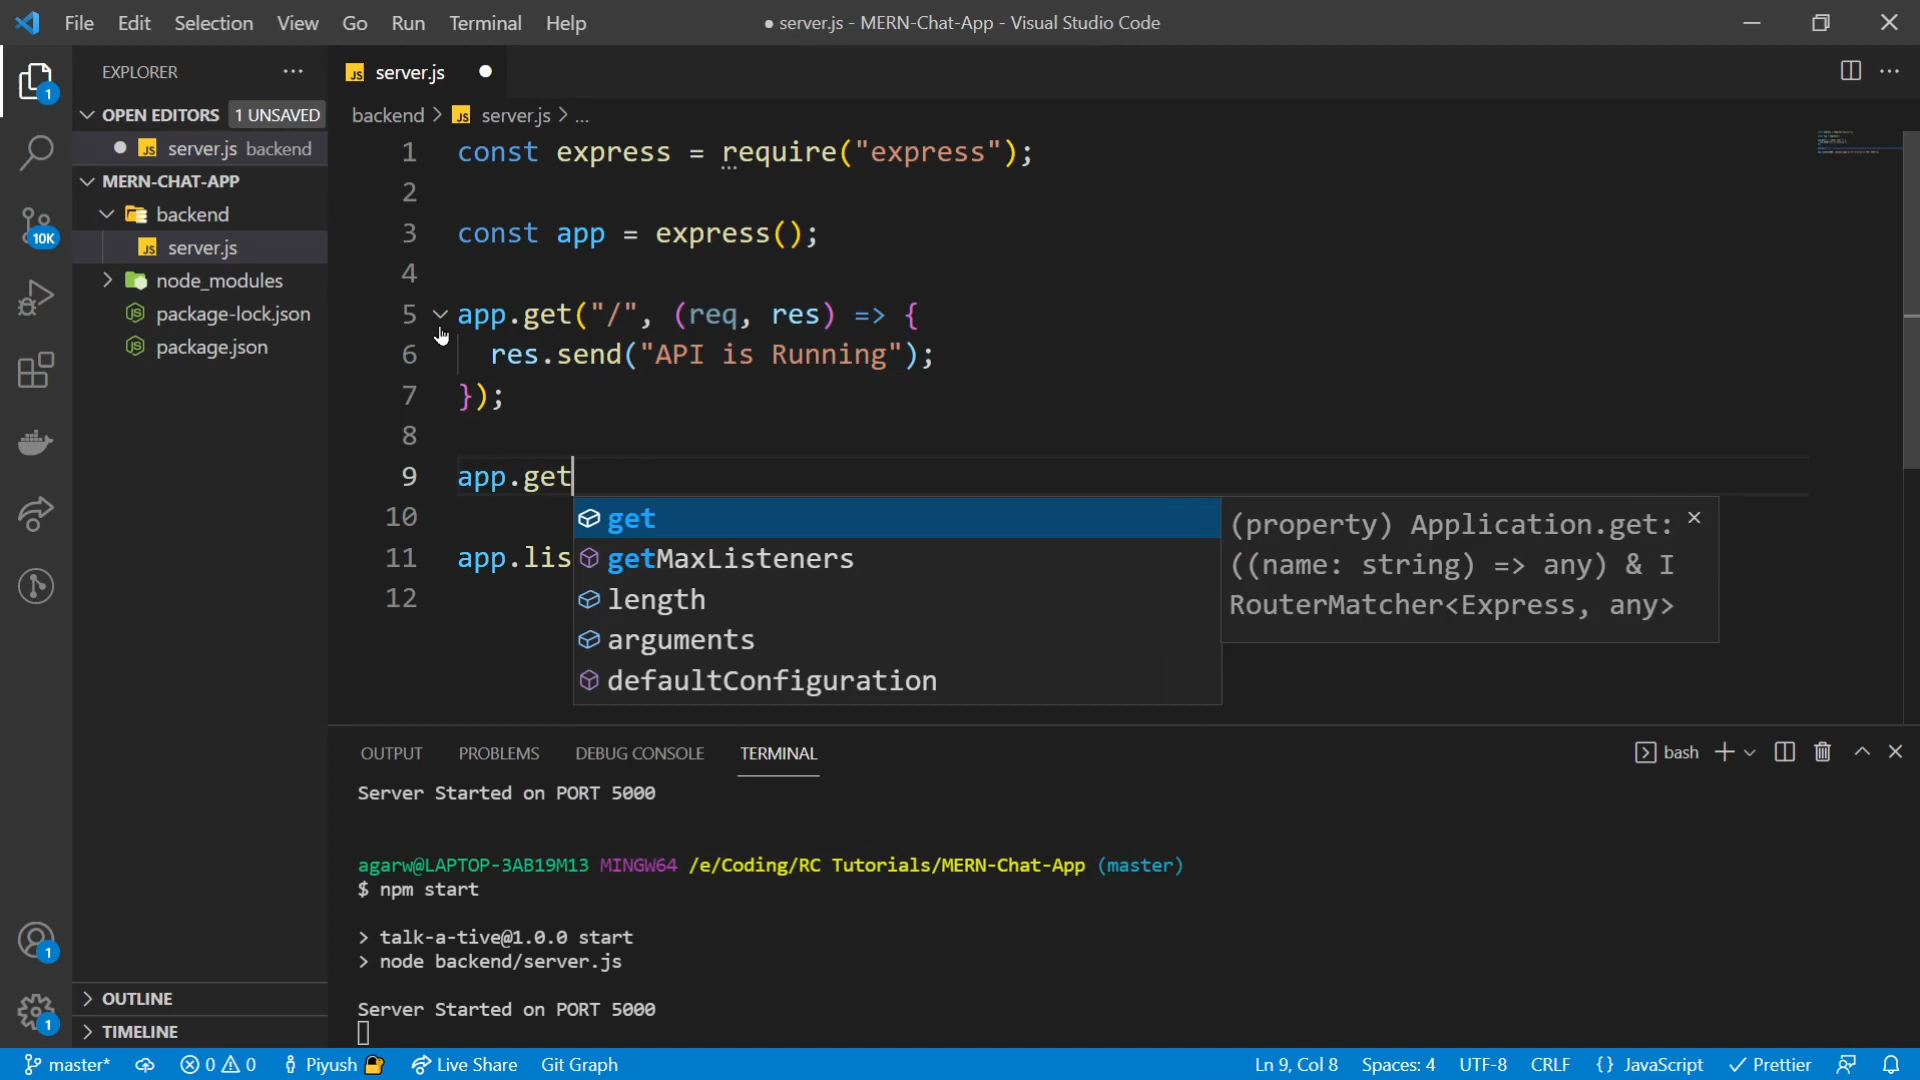 File Edit Selection View Go Run Terminal Help
● server.js - MERN-Chat-App - Visual Studio Code
EXPLORER
1
OPEN EDITORS 1 UNSAVED
server.js backend
MERN-CHAT-APP
backend
server.js
node_modules
package-lock.json
package.json
10K
1
1
OUTLINE
TIMELINE
JS server.js
backend > JS server.js > ...
1 const express = require("express");
2
3 const app = express();
4
5 app.get("/", (req, res) => {
6 res.send("API is Running");
7 });
8
9 app.get
10
11 app.lis
12
get
getMaxListeners
length
arguments
defaultConfiguration
(property) Application.get:
((name: string) => any) & I
RouterMatcher<Express, any>
OUTPUT PROBLEMS DEBUG CONSOLE TERMINAL
bash
Server Started on PORT 5000
agarw@LAPTOP-3AB19M13 MINGW64 /e/Coding/RC Tutorials/MERN-Chat-App (master)
$ npm start
> talk-a-tive@1.0.0 start
> node backend/server.js
Server Started on PORT 5000
master* 0 0 Piyush Live Share Git Graph
Ln 9, Col 8 Spaces: 4 UTF-8 CRLF {} JavaScript Prettier